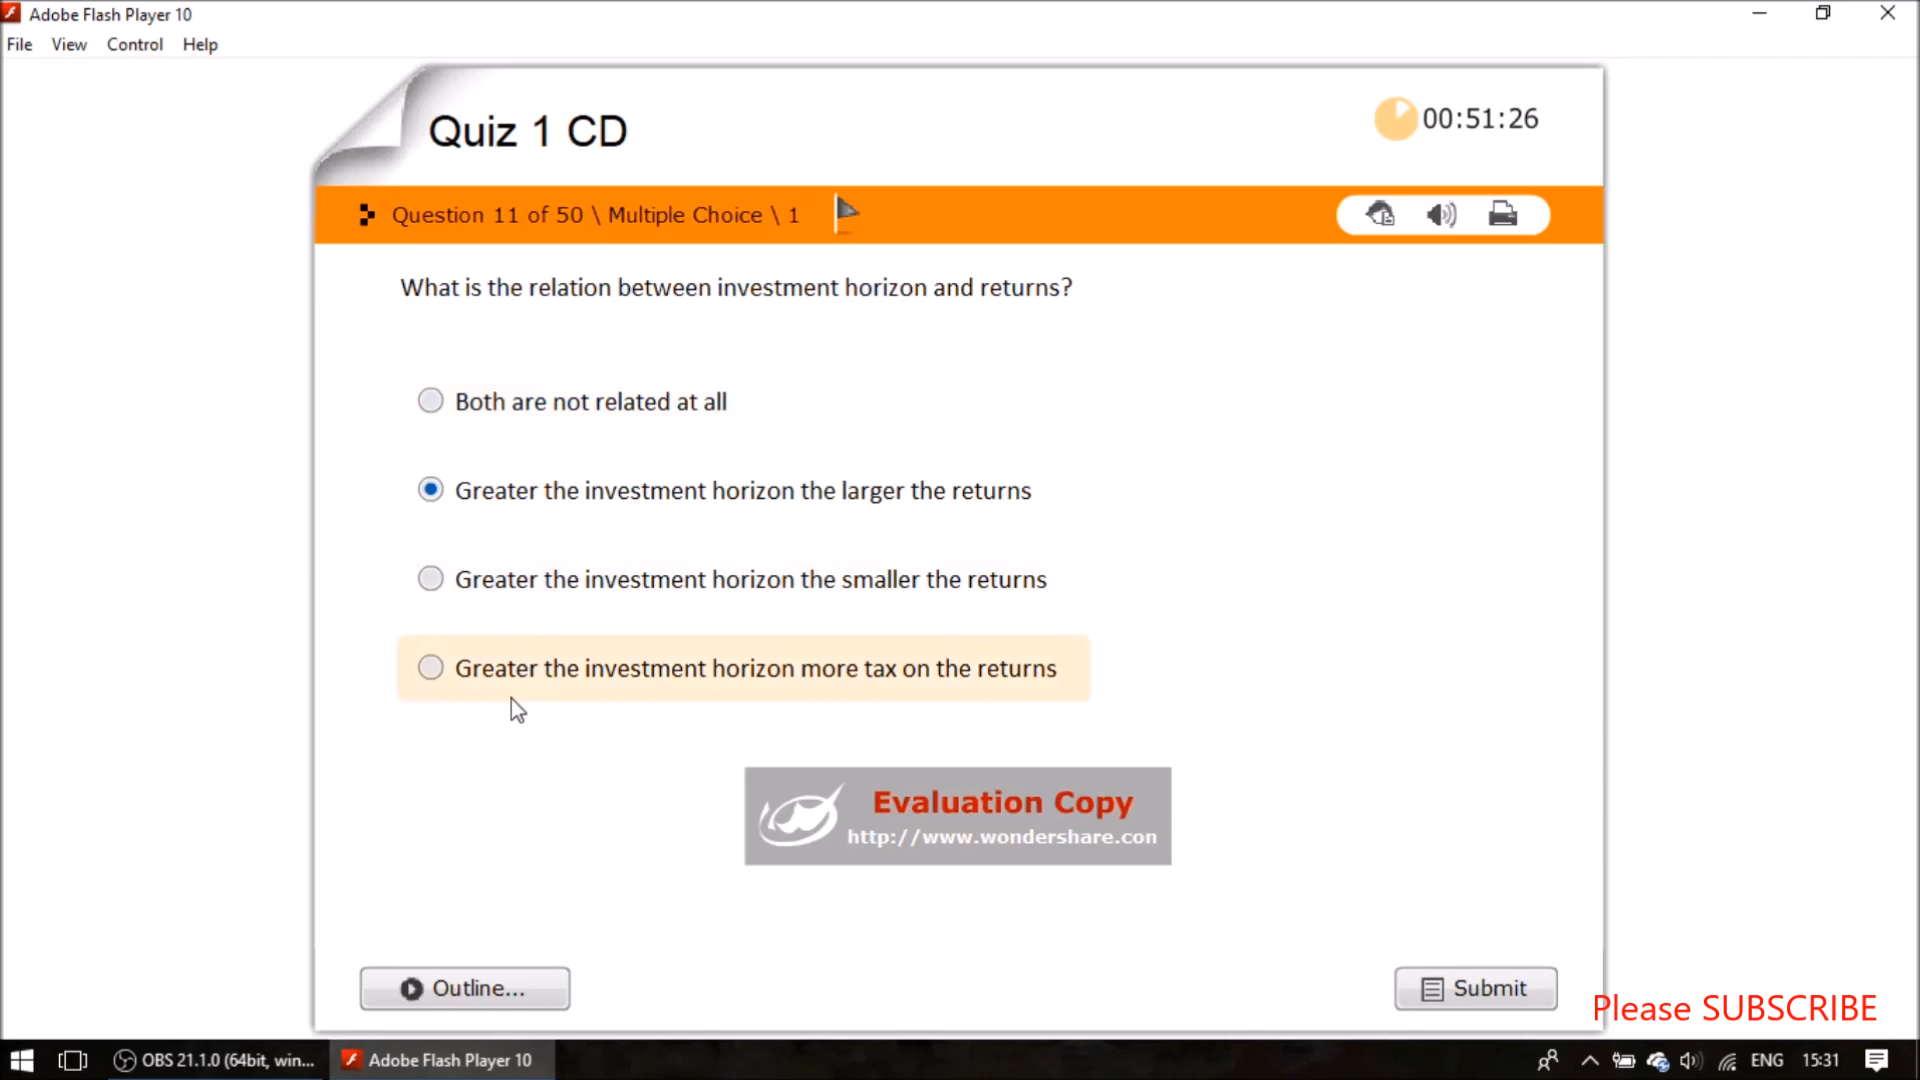 Adobe Flash Player 10
File View Control Help
Quiz 1 CD
00:51:26
Question 11 of 50 \ Multiple Choice \ 1
What is the relation between investment horizon and returns?
Both are not related at all
Greater the investment horizon the larger the returns
Greater the investment horizon the smaller the returns
Greater the investment horizon more tax on the returns
Evaluation Copy
http://www.wondershare.con
Outline...
Submit
Please SUBSCRIBE
OBS 21.1.0 (64bit, win...
Adobe Flash Player 10
ENG
15:31